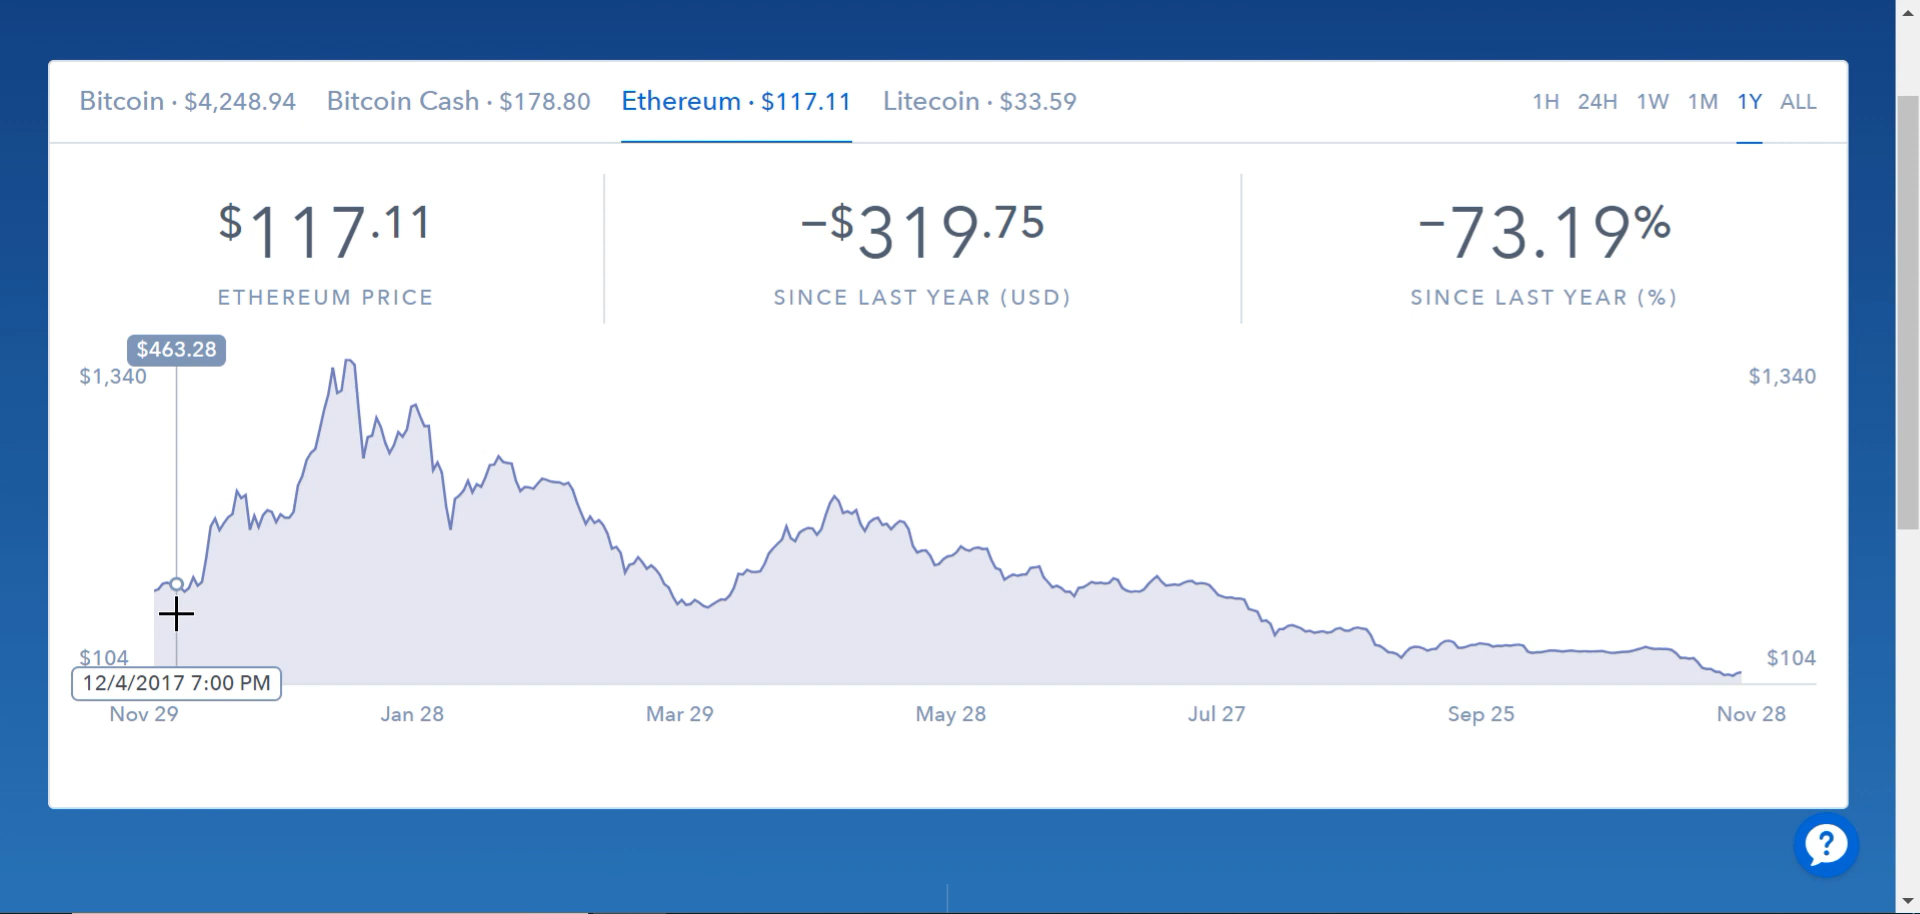 Bitcoin · $4,248.94 Bitcoin Cash · $178.80 Ethereum · $117.11 Litecoin · $33.59 1H 24H 1W 1M 1Y ALL
$117.11 −$319.75 −73.19%
ETHEREUM PRICE SINCE LAST YEAR (USD) SINCE LAST YEAR (%)
$463.28
$1,340 $1,340
$104 $104
12/4/2017 7:00 PM
Nov 29 Jan 28 Mar 29 May 28 Jul 27 Sep 25 Nov 28
?